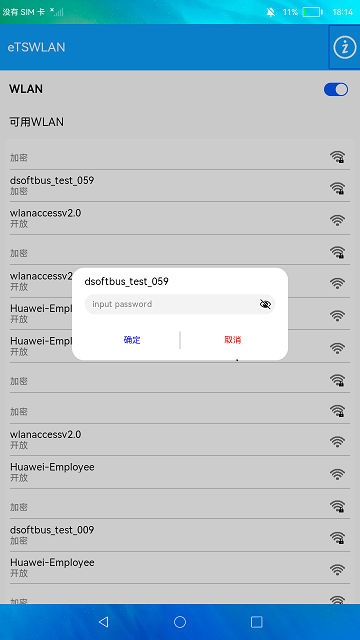 没有 SIM 卡
11%
18:14
eTSWLAN
WLAN
可用WLAN
加密
dsoftbus_test_059
加密
wlanaccessv2.0
开放
加密
wlanaccessv2
开放
Huawei-Empl
开放
Huawei-Empl
开放
dsoftbus_test_059
input password
确定
取消
加密
加密
wlanaccessv2.0
开放
Huawei-Employee
开放
加密
dsoftbus_test_009
加密
Huawei-Employee
开放
加密